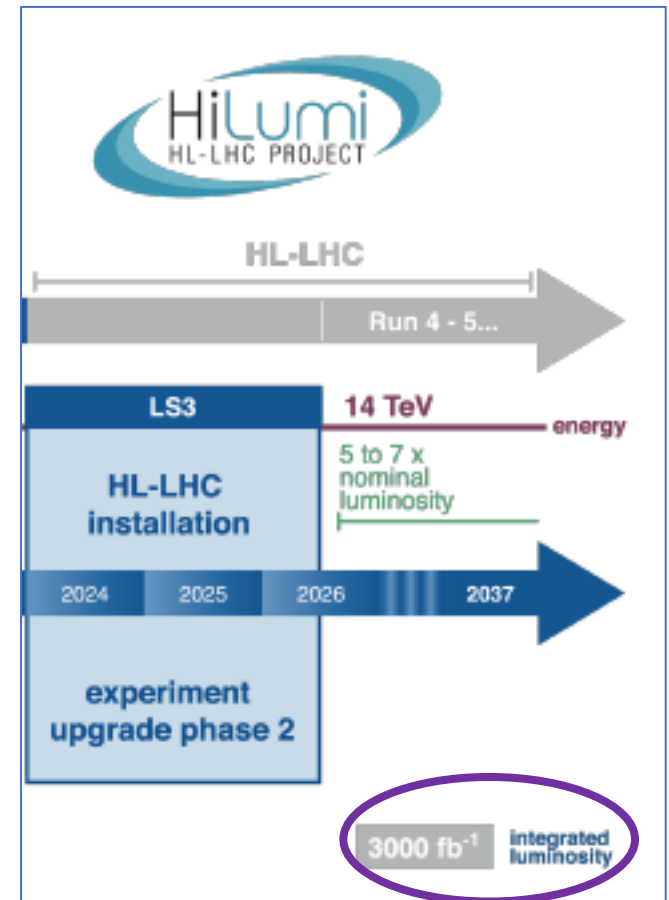 HiLumi
HL-LHC PROJECT
HL-LHC
Run 4 - 5...
LS3
14 TeV
energy
5 to 7 x
nominal
luminosity
HL-LHC
installation
2024 2025 2026 2037
experiment
upgrade phase 2
3000 fb⁻¹
integrated
luminosity